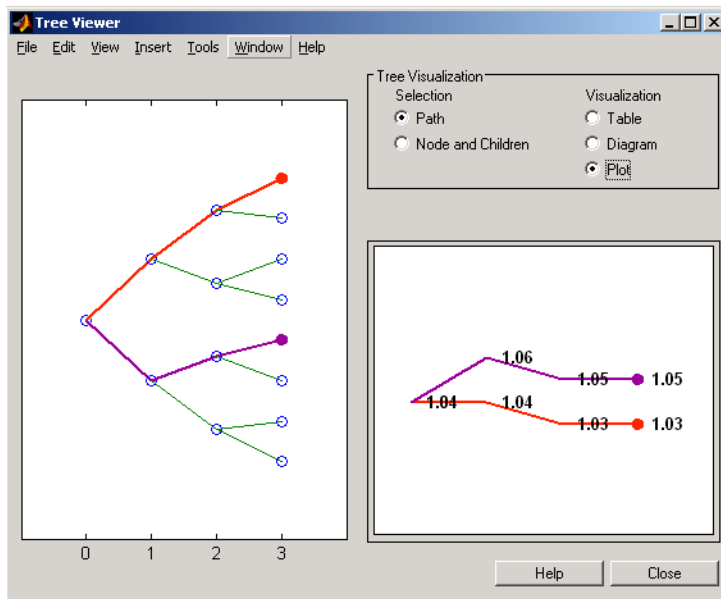 Tree Viewer
File Edit View Insert Tools Window Help
Tree Visualization
Selection
Visualization
Path
Table
Node and Children
Diagram
Plot
1.06
1.05
1.05
1.04
1.04
1.03
1.03
0 1 2 3
Help
Close